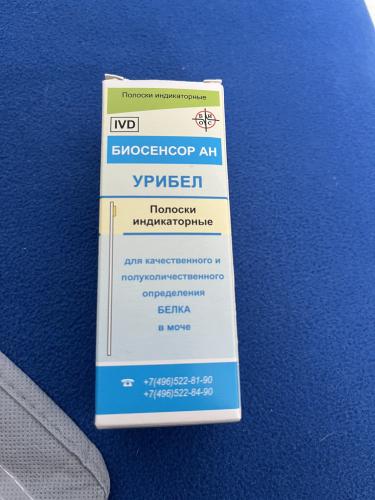 Полоски индикаторные
IVD
БИОСЕНСОР АН
УРИБЕЛ
Полоски
индикаторные
для качественного и
полуколичественного
определения
БЕЛКА
в моче
+7(496)522-81-90
+7(496)522-84-90